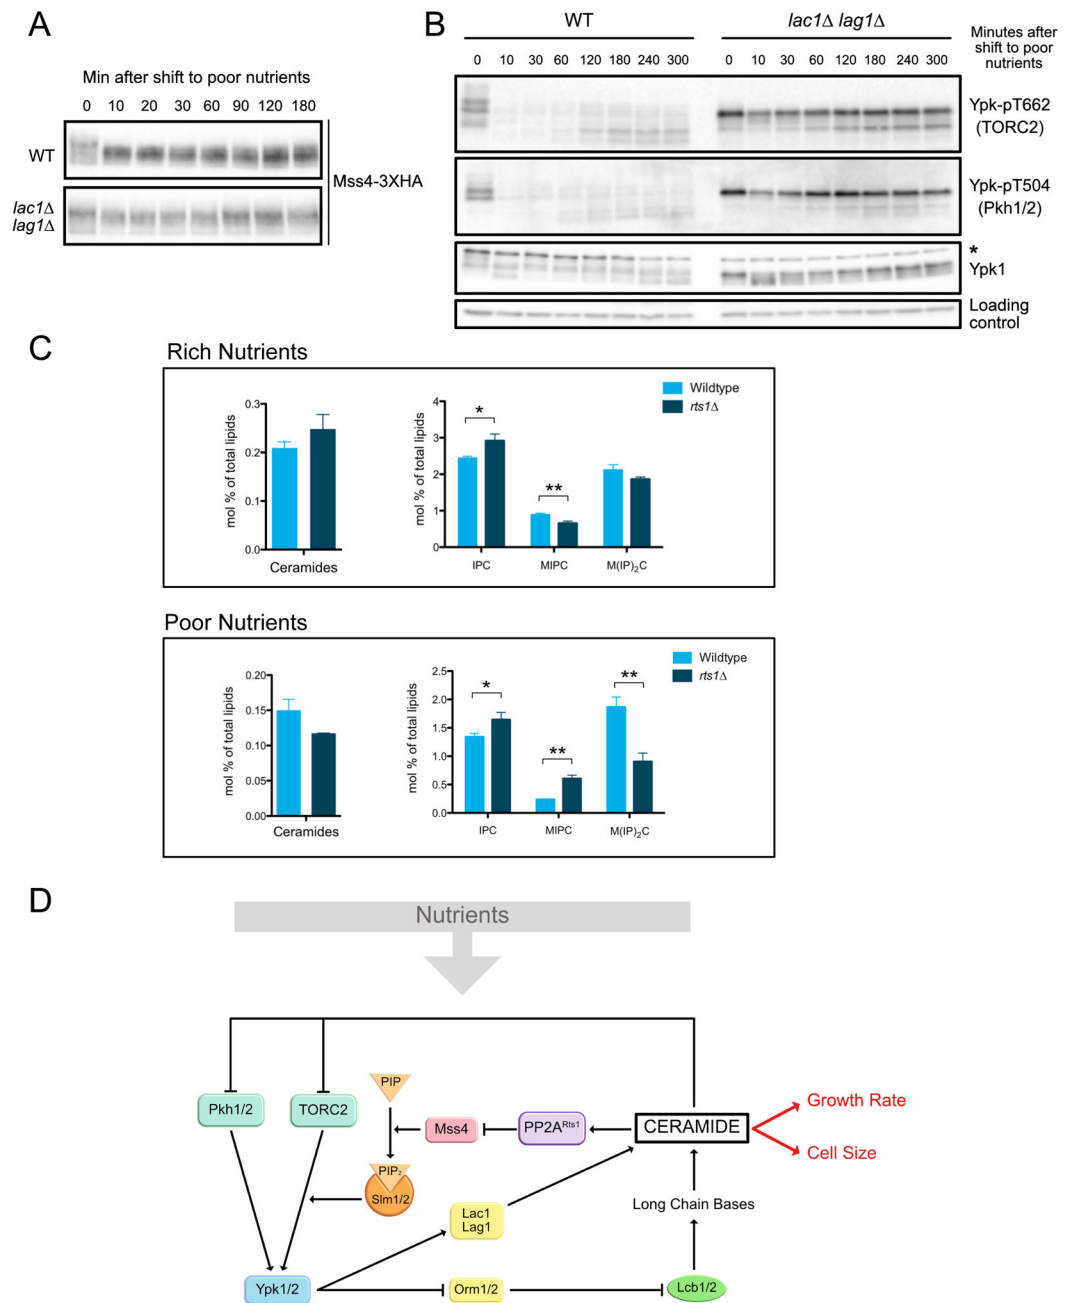 A
Min after shift to poor nutrients
0 10 20 30 60 90 120 180
WT
lac1Δ
lag1Δ
Mss4-3XHA
B
WT
lac1Δ lag1Δ
Minutes after
shift to poor
nutrients
0 10 30 60 120 180 240 300 0 10 30 60 120 180 240 300
Ypk-pT662
(TORC2)
Ypk-pT504
(Pkh1/2)
*
Ypk1
Loading
control
C
Rich Nutrients
mol % of total lipids
0.3
0.2
0.1
0.0
Ceramides
mol % of total lipids
4
3
2
1
0
*
**
IPC MIPC M(IP)₂C
Wildtype
rts1Δ
Poor Nutrients
mol % of total lipids
0.20
0.15
0.10
0.05
0.00
Ceramides
mol % of total lipids
2.5
2.0
1.5
1.0
0.5
0.0
*
**
**
IPC MIPC M(IP)₂C
Wildtype
rts1Δ
D
Nutrients
Pkh1/2
TORC2
PIP
Mss4
PP2A^Rts1
CERAMIDE
Growth Rate
Cell Size
PIP₂
Slm1/2
Lac1
Lag1
Long Chain Bases
Ypk1/2
Orm1/2
Lcb1/2